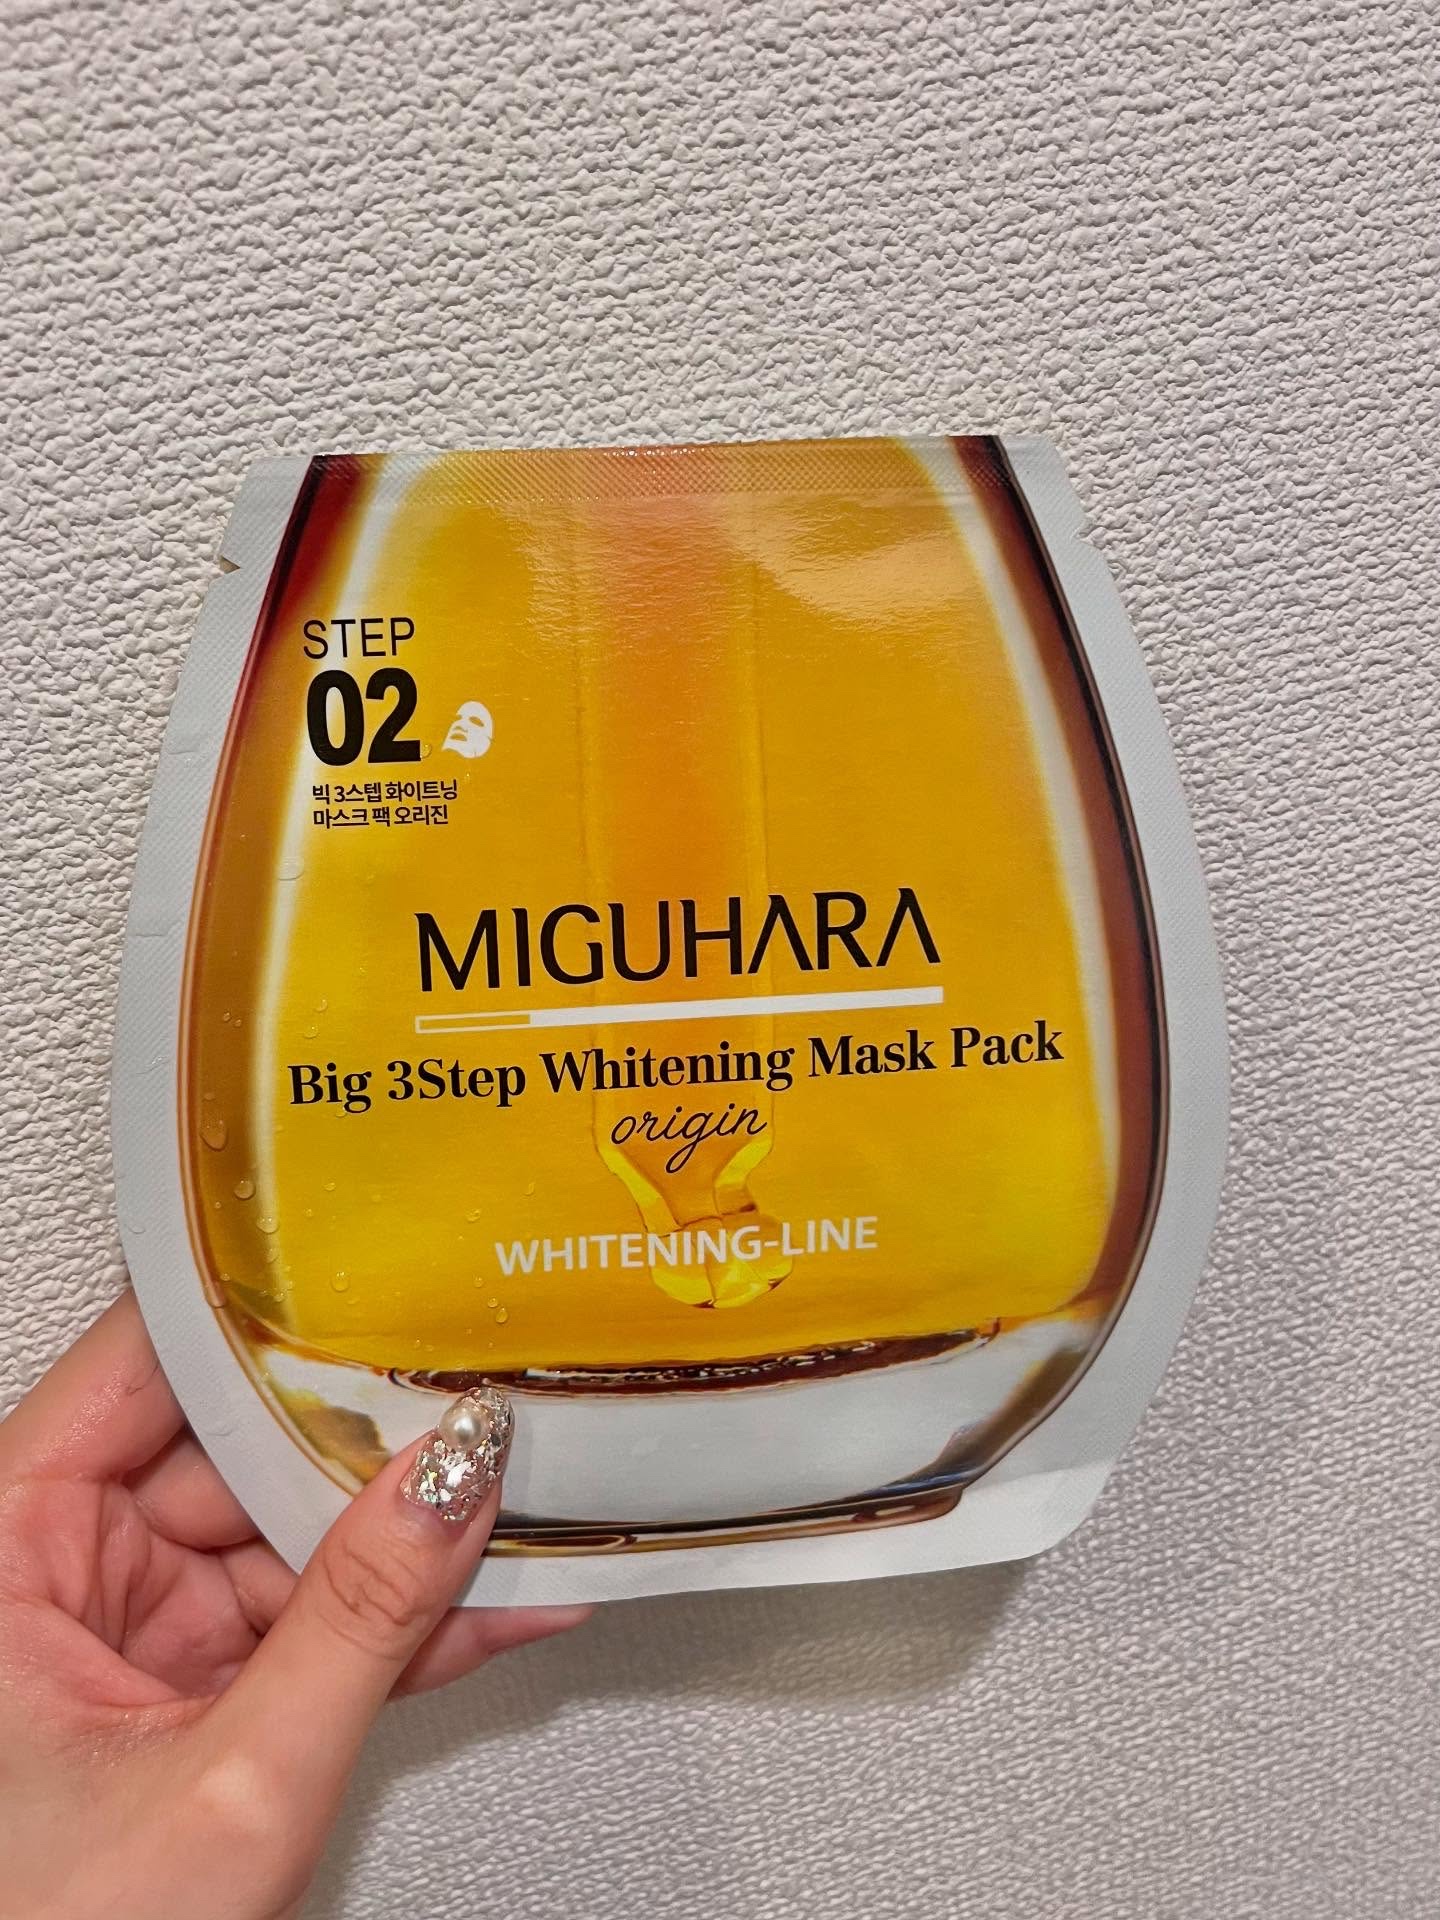 STEP
02
빅 3스텝 화이트닝
마스크 팩 오리진
MIGUHARA
Big 3Step Whitening Mask Pack
origin
WHITENING-LINE